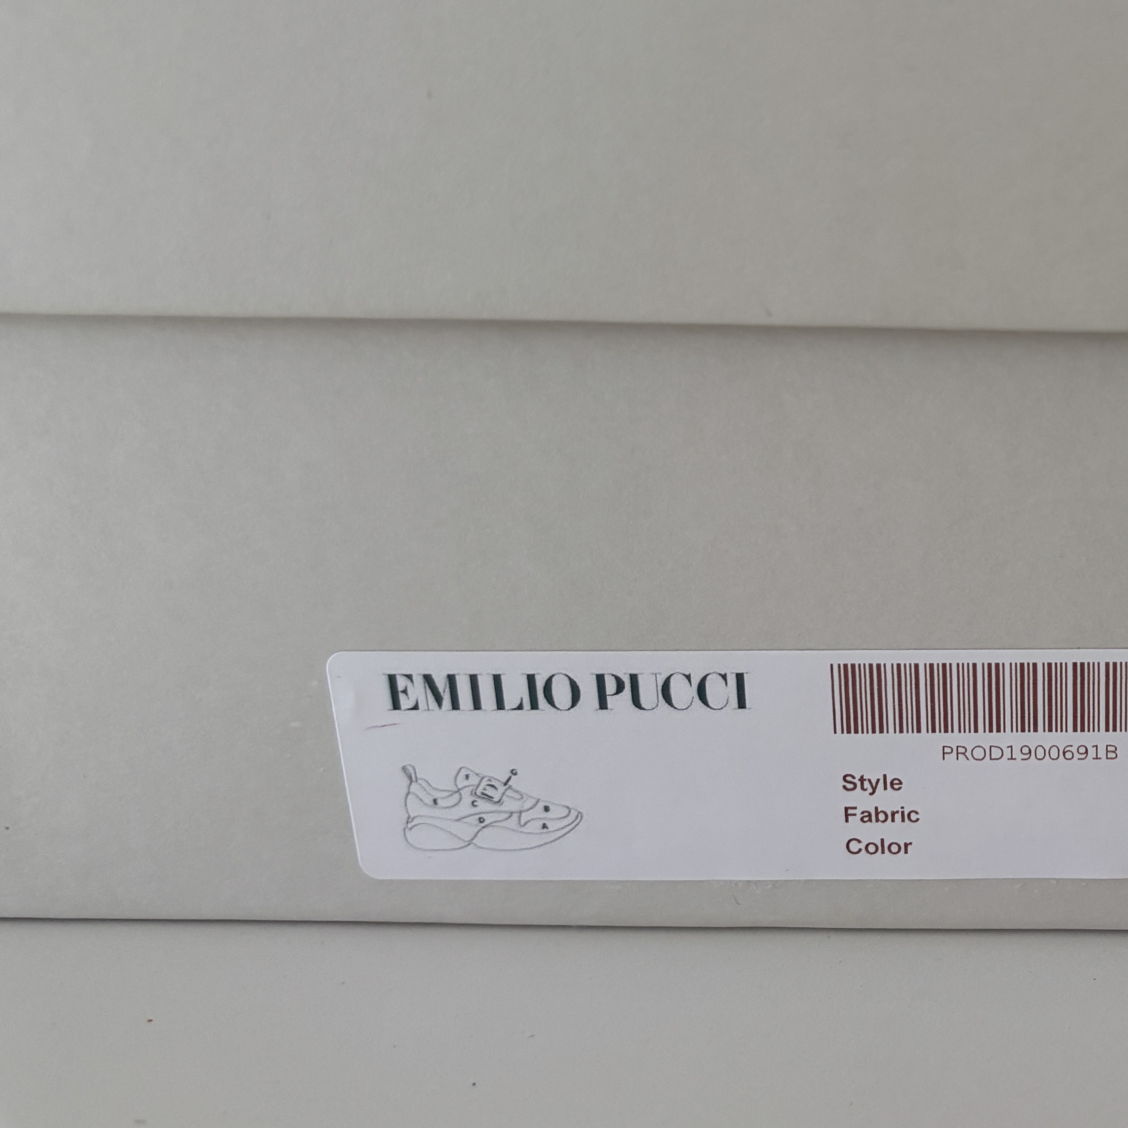 EMILIO PUCCI
PROD1900691B
Style
Fabric
Color